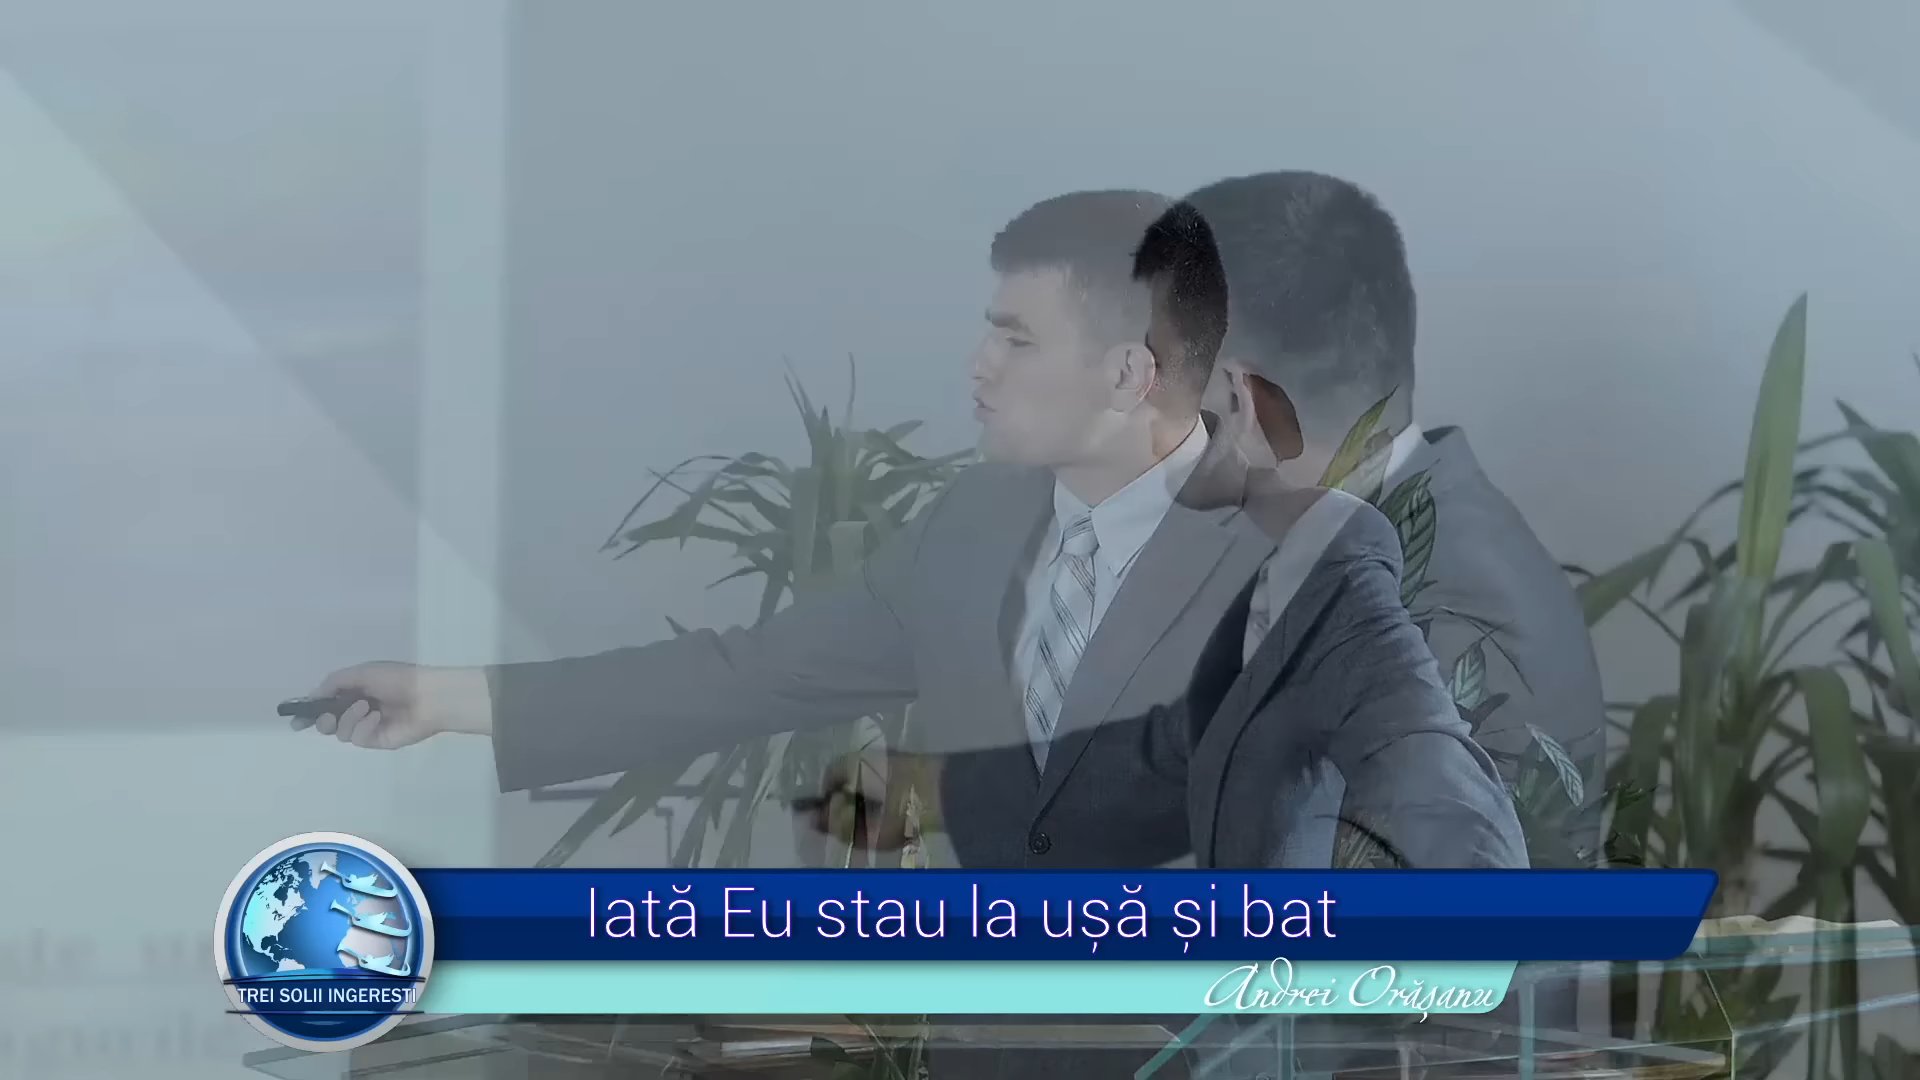 Iată Eu stau la ușă și bat
Andrei Orășanu
TREI SOLII INGERESTI